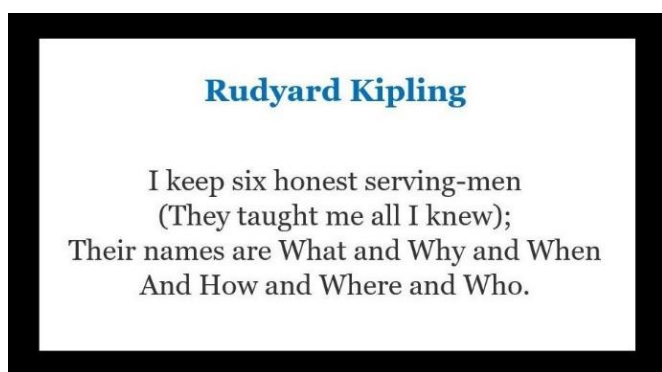 Rudyard Kipling
I keep six honest serving-men
(They taught me all I knew);
Their names are What and Why and When
And How and Where and Who.